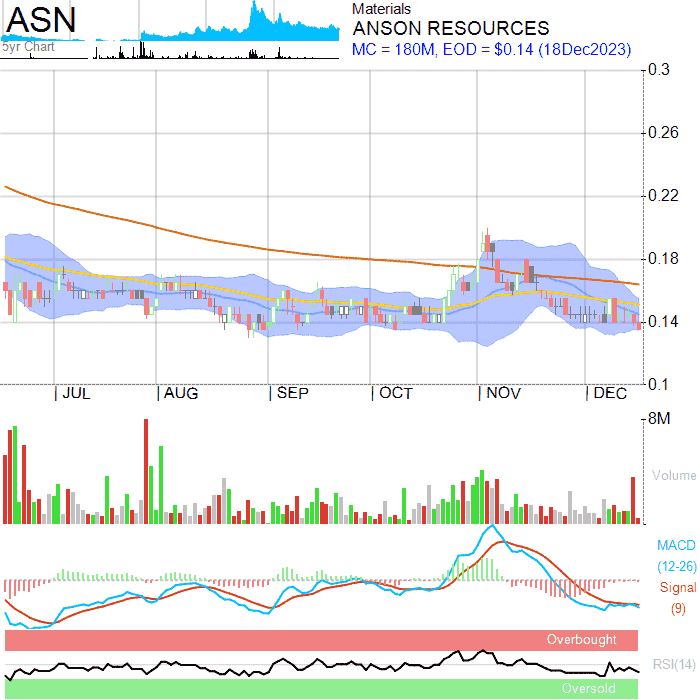 ASN
5yr Chart
Materials
ANSON RESOURCES
MC = 180M, EOD = $0.14 (18Dec2023)
0.3
0.26
0.22
0.18
0.14
0.1
JUL AUG SEP OCT NOV DEC
8M
Volume
MACD
(12-26)
Signal
(9)
Overbought
RSI(14)
Oversold